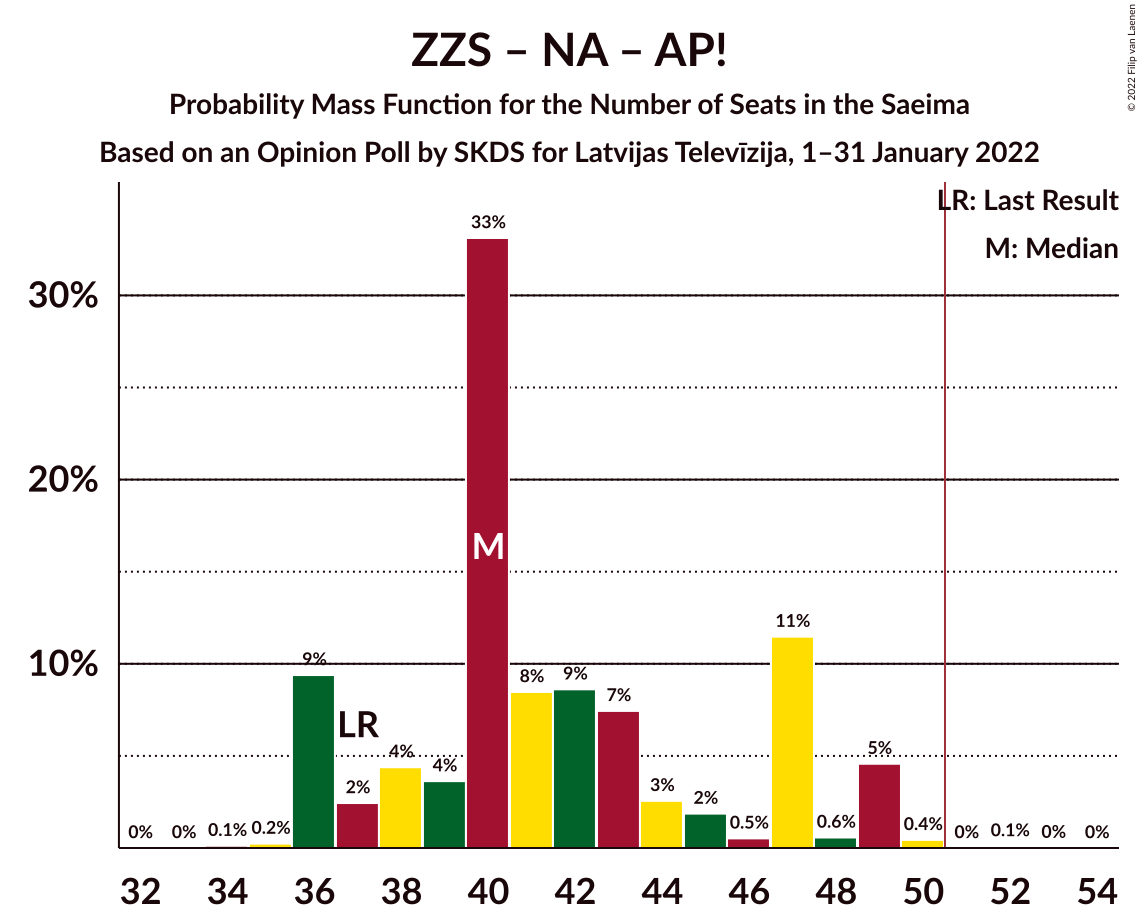 ZZS – NA – AP!
Probability Mass Function for the Number of Seats in the Saeima
Based on an Opinion Poll by SKDS for Latvijas Televīzija, 1–31 January 2022
© 2022 Filip van Laenen
LR: Last Result
M: Median
30%
20%
10%
0%
0%
0.1%
0.2%
9%
LR
2%
4%
4%
33%
M
8%
9%
7%
3%
2%
0.5%
11%
0.6%
5%
0.4%
0%
0.1%
0%
0%
32 34 36 38 40 42 44 46 48 50 52 54